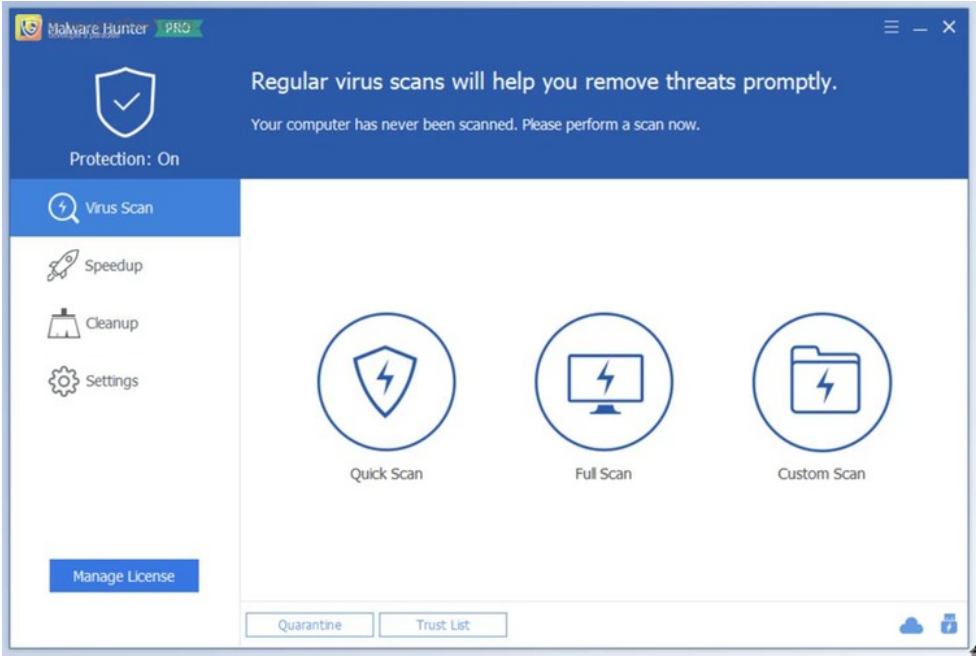 Malware Hunter PRO
Protection: On
Regular virus scans will help you remove threats promptly.
Your computer has never been scanned. Please perform a scan now.
Virus Scan
Speedup
Cleanup
Settings
Quick Scan
Full Scan
Custom Scan
Manage License
Quarantine
Trust List